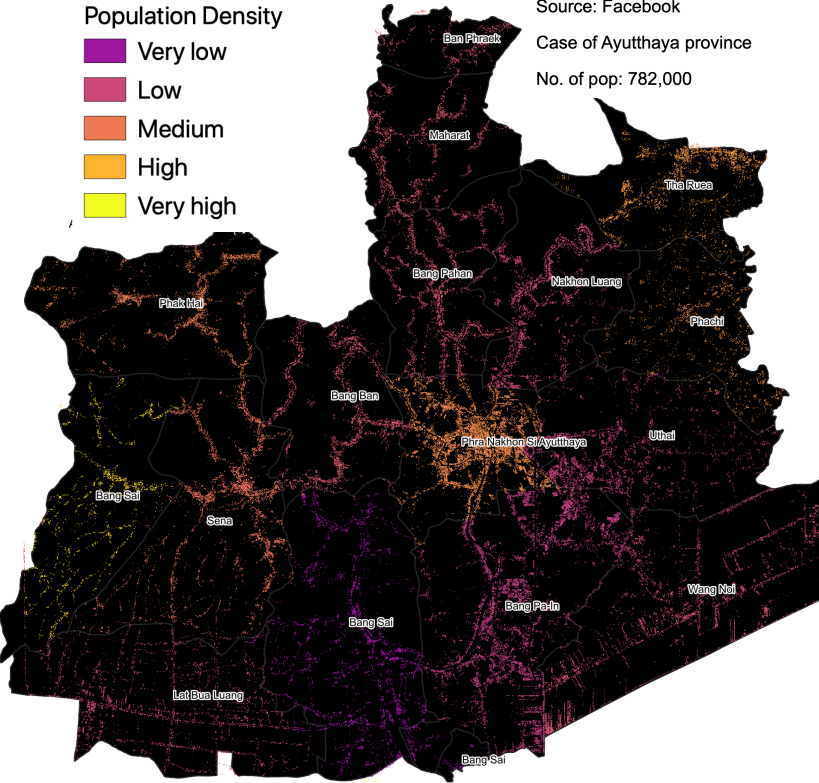 Population Density
Very low
Low
Medium
High
Very high
Source: Facebook
Case of Ayutthaya province
No. of pop: 782,000
Ban Phraek
Maharat
Tha Ruea
Bang Pahan
Nakhon Luang
Phak Hai
Phachi
Bang Ban
Phra Nakhon Si Ayutthaya
Uthai
Bang Sai
Sena
Wang Noi
Bang Pa-In
Bang Sai
Lat Bua Luang
Bang Sai